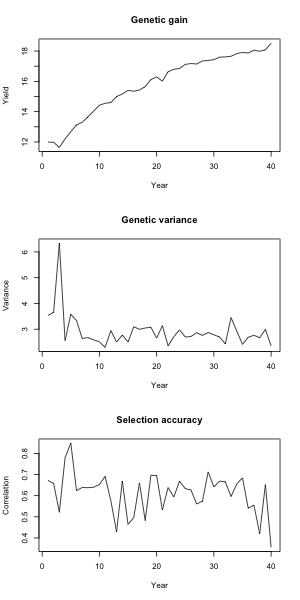 Genetic gain
18
16
14
12
Yield
0 10 20 30 40
Year
Genetic variance
6
5
4
3
Variance
0 10 20 30 40
Year
Selection accuracy
0.8
0.7
0.6
0.5
0.4
Correlation
0 10 20 30 40
Year